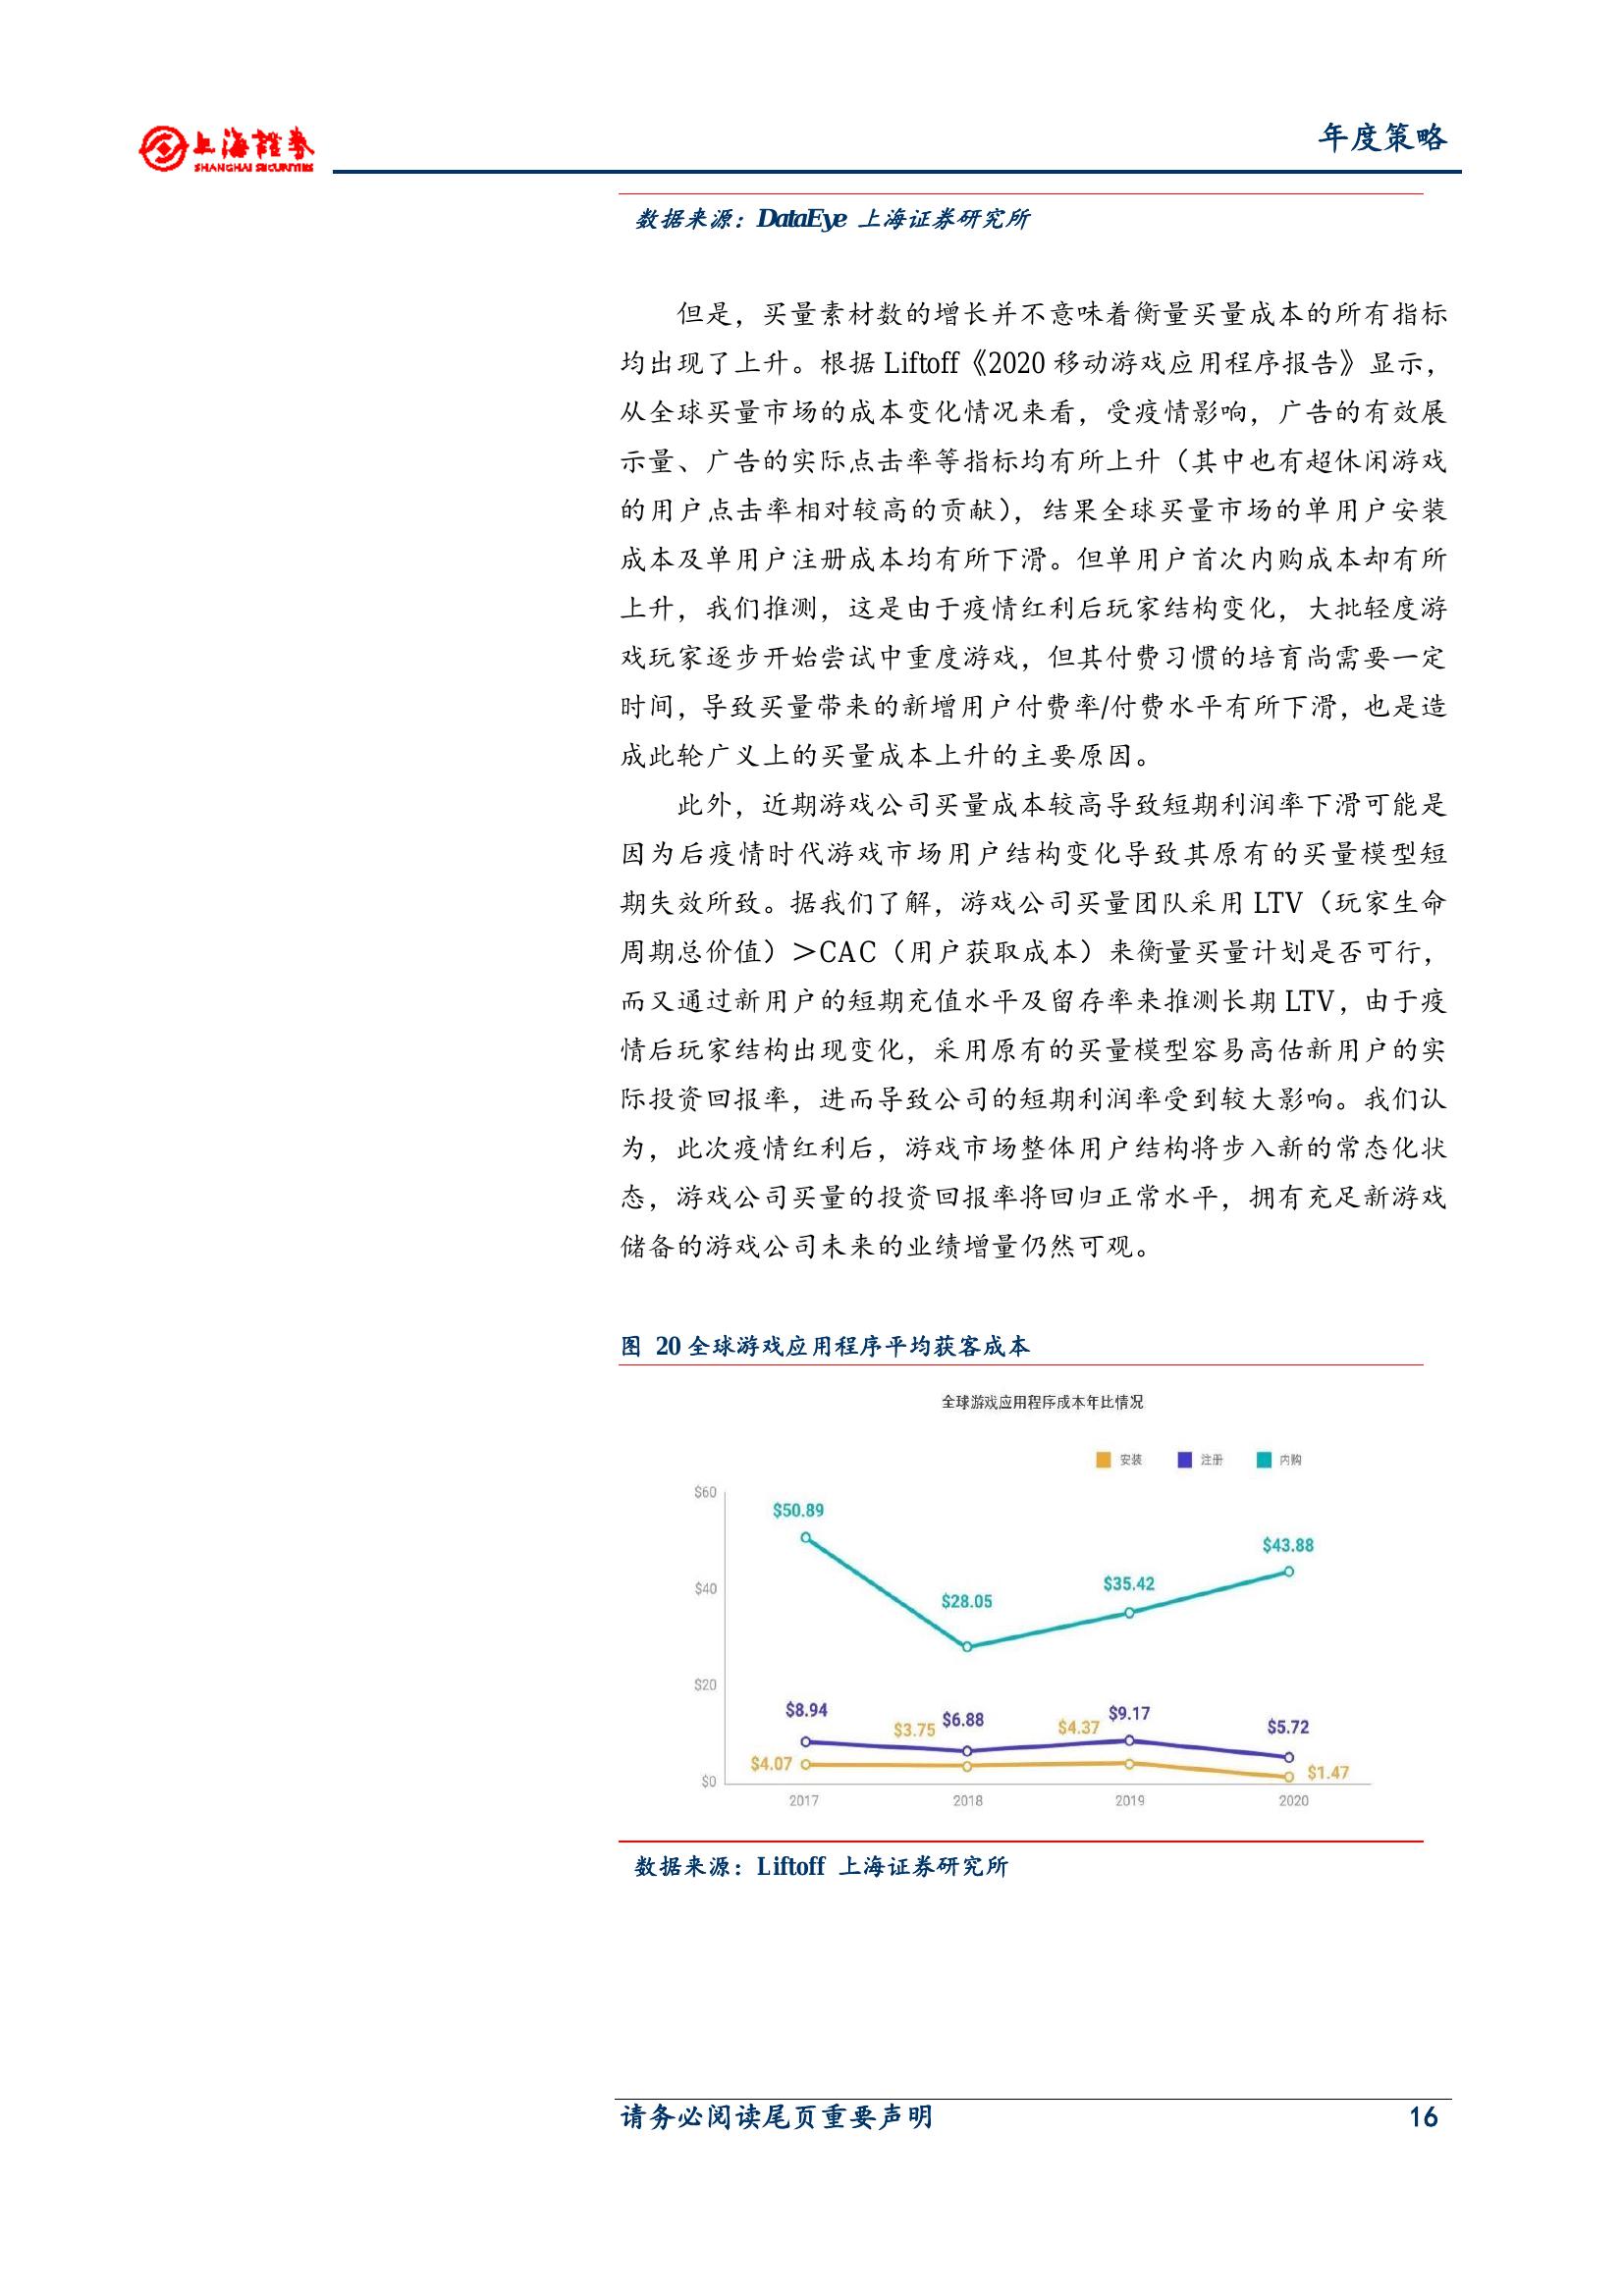 上海證券
SHANGHAI SECURITIES
年度策略
数据来源：DataEye 上海证券研究所
但是，买量素材数的增长并不意味着衡量买量成本的所有指标
均出现了上升。根据 Liftoff《2020 移动游戏应用程序报告》显示，
从全球买量市场的成本变化情况来看，受疫情影响，广告的有效展
示量、广告的实际点击率等指标均有所上升（其中也有超休闲游戏
的用户点击率相对较高的贡献），结果全球买量市场的单用户安装
成本及单用户注册成本均有所下滑。但单用户首次内购成本却有所
上升，我们推测，这是由于疫情红利后玩家结构变化，大批轻度游
戏玩家逐步开始尝试中重度游戏，但其付费习惯的培育尚需要一定
时间，导致买量带来的新增用户付费率/付费水平有所下滑，也是造
成此轮广义上的买量成本上升的主要原因。
此外，近期游戏公司买量成本较高导致短期利润率下滑可能是
因为后疫情时代游戏市场用户结构变化导致其原有的买量模型短
期失效所致。据我们了解，游戏公司买量团队采用 LTV（玩家生命
周期总价值）＞CAC（用户获取成本）来衡量买量计划是否可行，
而又通过新用户的短期充值水平及留存率来推测长期 LTV，由于疫
情后玩家结构出现变化，采用原有的买量模型容易高估新用户的实
际投资回报率，进而导致公司的短期利润率受到较大影响。我们认
为，此次疫情红利后，游戏市场整体用户结构将步入新的常态化状
态，游戏公司买量的投资回报率将回归正常水平，拥有充足新游戏
储备的游戏公司未来的业绩增量仍然可观。
图 20 全球游戏应用程序平均获客成本
全球游戏应用程序成本年比情况
安装 注册 内购
$60
$50.89
$43.88
$40
$35.42
$28.05
$20
$8.94
$3.75 $6.88
$4.37 $9.17
$5.72
$4.07
$1.47
$0
2017 2018 2019 2020
数据来源：Liftoff 上海证券研究所
请务必阅读尾页重要声明 16